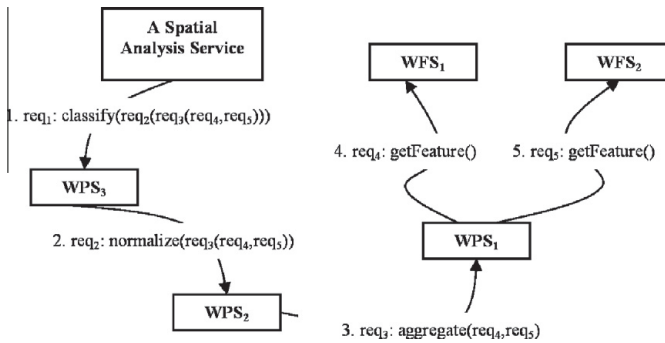 A Spatial
Analysis Service
WFS₁
WFS₂
1. req₁: classify(req₂(req₃(req₄,req₅)))
4. req₄: getFeature()
5. req₅: getFeature()
WPS₃
2. req₂: normalize(req₃(req₄,req₅))
WPS₁
WPS₂
3. req₃: aggregate(req₄,req₅)